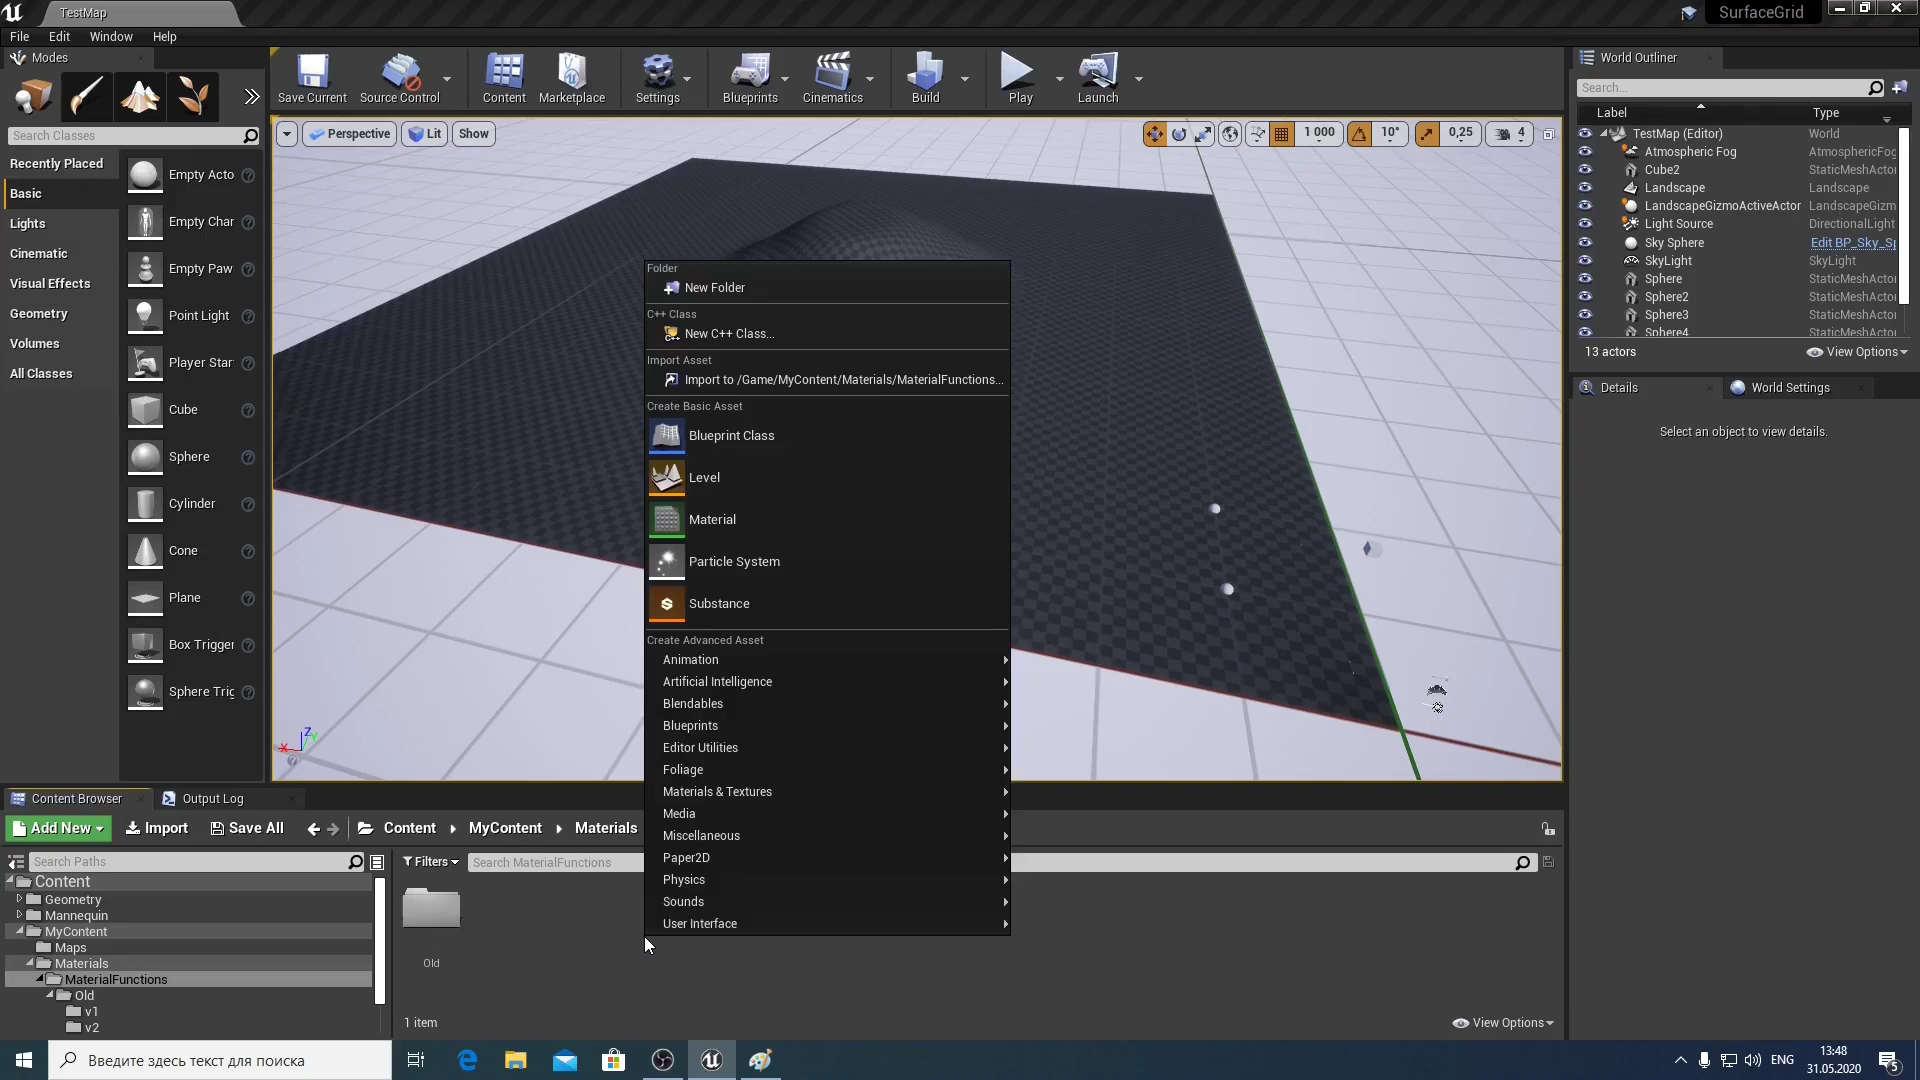 TestMap
SurfaceGrid
File Edit Window Help
Modes
Search Classes
Recently Placed
Basic
Lights
Cinematic
Visual Effects
Geometry
Volumes
All Classes
Empty Acto
Empty Char
Empty Paw
Point Light
Player Star
Cube
Sphere
Cylinder
Cone
Plane
Box Trigger
Sphere Trig
Save Current Source Control Content Marketplace Settings Blueprints Cinematics Build Play Launch
Perspective Lit Show
1 000 10° 0,25 4
Z
Y
X
Folder
New Folder
C++ Class
New C++ Class...
Import Asset
Import to /Game/MyContent/Materials/MaterialFunctions...
Create Basic Asset
Blueprint Class
Level
Material
Particle System
Substance
Create Advanced Asset
Animation
Artificial Intelligence
Blendables
Blueprints
Editor Utilities
Foliage
Materials & Textures
Media
Miscellaneous
Paper2D
Physics
Sounds
User Interface
World Outliner
Search...
Label Type
TestMap (Editor) World
Atmospheric Fog AtmosphericFog
Cube2 StaticMeshActor
Landscape Landscape
LandscapeGizmoActiveActor LandscapeGizm
Light Source DirectionalLight
Sky Sphere Edit BP_Sky_Sp
SkyLight SkyLight
Sphere StaticMeshActor
Sphere2 StaticMeshActor
Sphere3 StaticMeshActor
Sphere4 StaticMeshActor
13 actors View Options
Details World Settings
Select an object to view details.
Content Browser Output Log
Add New Import Save All Content MyContent Materials
Search Paths
Filters Search MaterialFunctions
Content
Geometry
Mannequin
MyContent
Maps
Materials
MaterialFunctions
Old
v1
v2
Old
1 item View Options
Введите здесь текст для поиска
ENG
13:48
31.05.2020
5